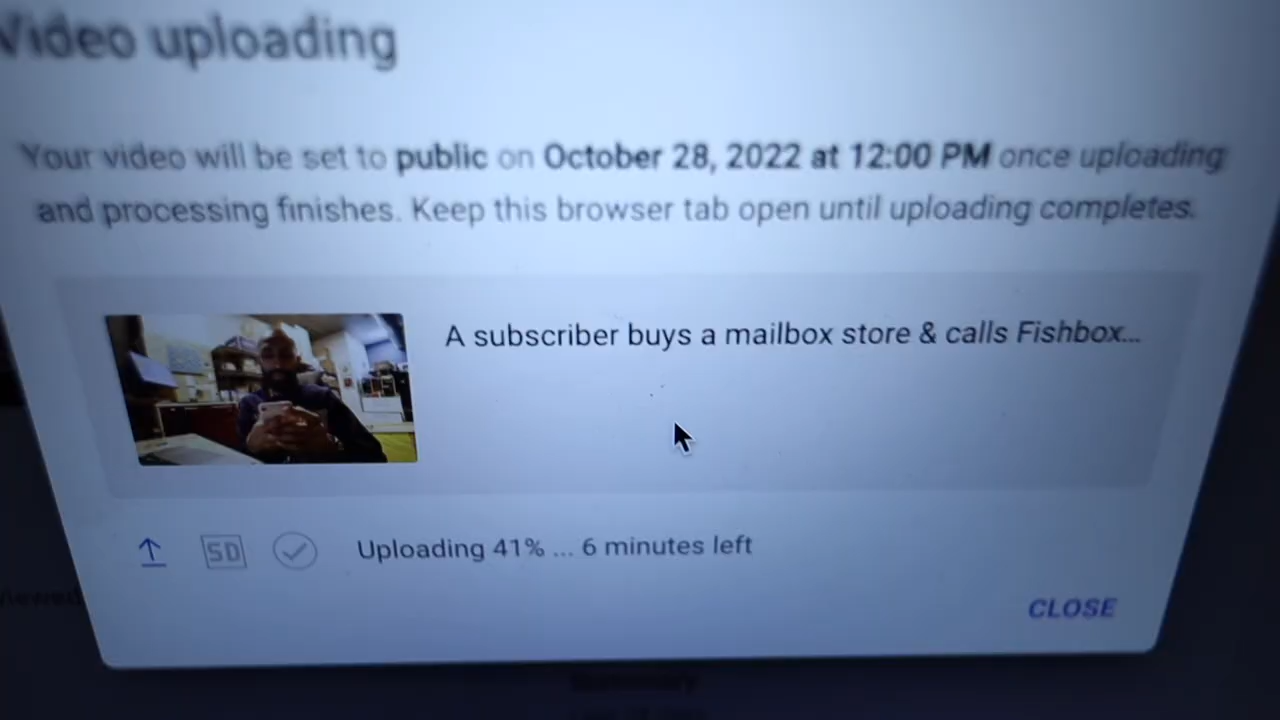 Video uploading
Your video will be set to public on October 28, 2022 at 12:00 PM once uploading
and processing finishes. Keep this browser tab open until uploading completes.
A subscriber buys a mailbox store & calls Fishbox...
SD
Uploading 41% ... 6 minutes left
CLOSE